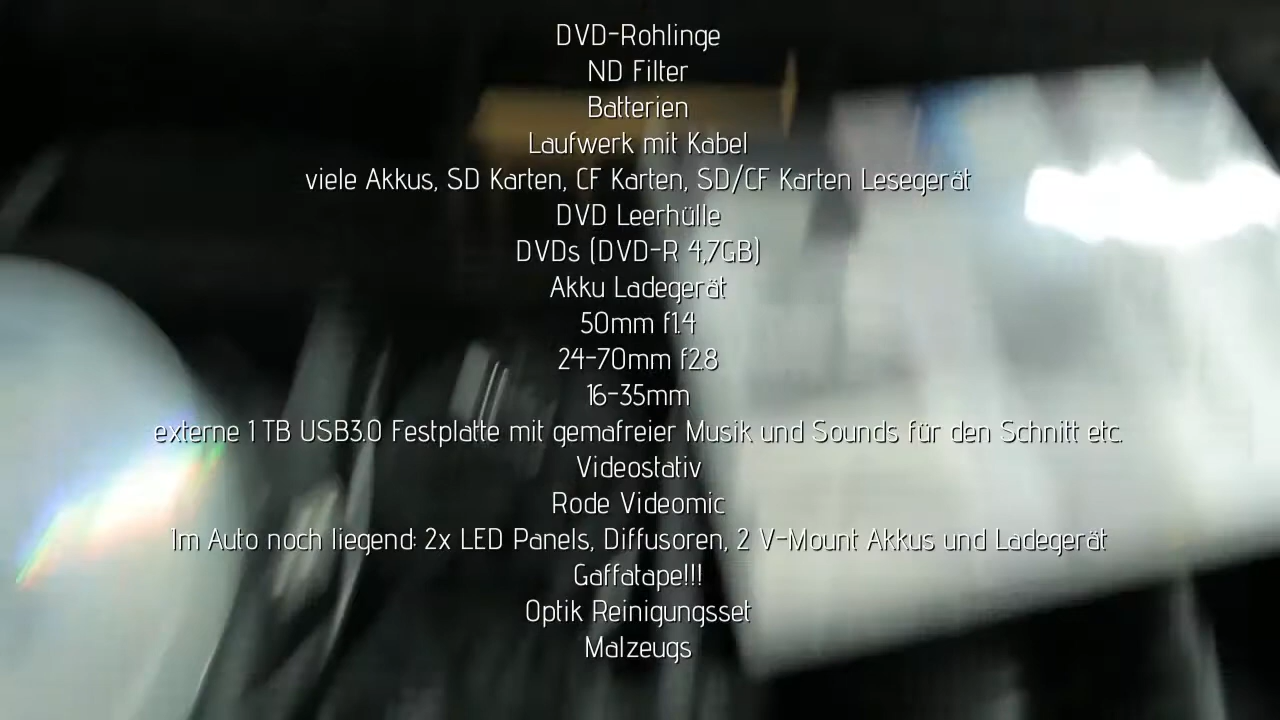 DVD-Rohlinge
ND Filter
Batterien
Laufwerk mit Kabel
viele Akkus, SD Karten, CF Karten, SD/CF Karten Lesegerät
DVD Leerhülle
DVDs (DVD-R 4,7GB)
Akku Ladegerät
50mm f1.4
24-70mm f2.8
16-35mm
externe 1 TB USB3.0 Festplatte mit gemafreier Musik und Sounds für den Schnitt etc.
Videostativ
Rode Videomic
Im Auto noch liegend: 2x LED Panels, Diffusoren, 2 V-Mount Akkus und Ladegerät
Gaffatape!!!
Optik Reinigungsset
Malzeugs